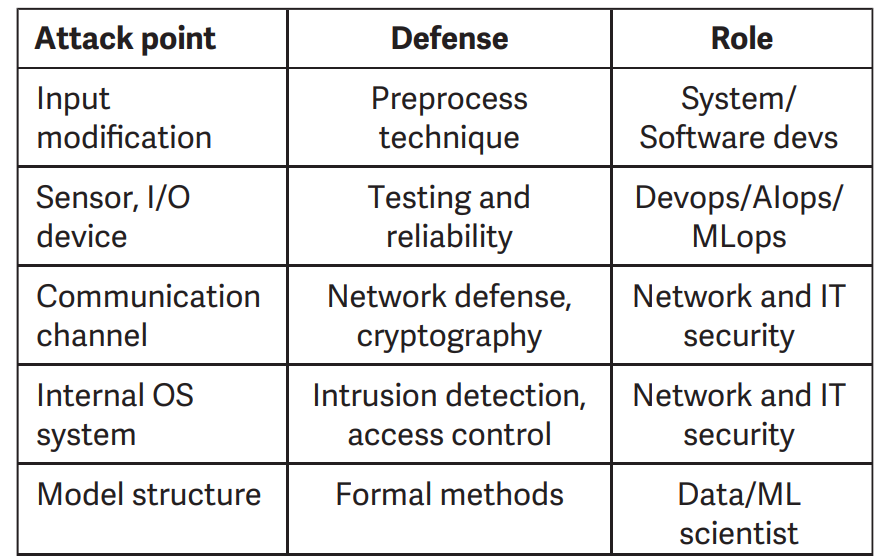 Attack point Defense Role
Input modification Preprocess technique System/ Software devs
Sensor, I/O device Testing and reliability Devops/AIops/ MLops
Communication channel Network defense, cryptography Network and IT security
Internal OS system Intrusion detection, access control Network and IT security
Model structure Formal methods Data/ML scientist